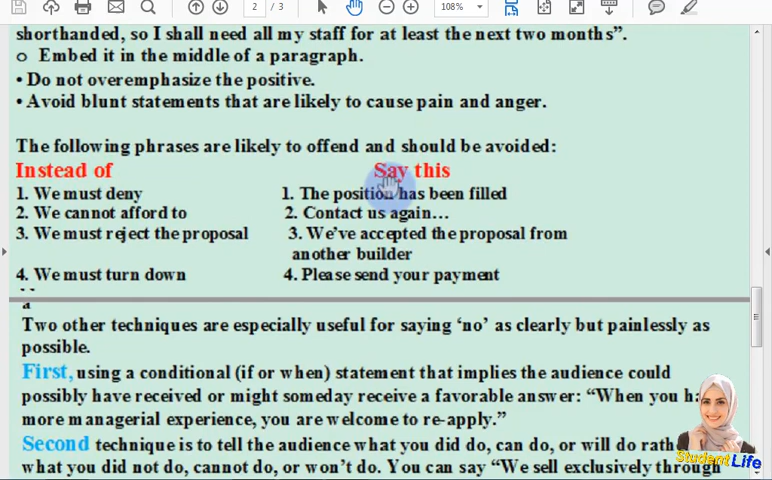 2 / 3 108%
shorthanded, so I shall need all my staff for at least the next two months”.
o Embed it in the middle of a paragraph.
• Do not overemphasize the positive.
• Avoid blunt statements that are likely to cause pain and anger.
The following phrases are likely to offend and should be avoided:
Instead of Say this
1. We must deny 1. The position has been filled
2. We cannot afford to 2. Contact us again…
3. We must reject the proposal 3. We’ve accepted the proposal from
another builder
4. We must turn down 4. Please send your payment
Two other techniques are especially useful for saying ‘no’ as clearly but painlessly as
possible.
First, using a conditional (if or when) statement that implies the audience could
possibly have received or might someday receive a favorable answer: “When you
more managerial experience, you are welcome to re-apply.”
Second technique is to tell the audience what you did do, can do, or will do
what you did not do, cannot do, or won’t do. You can say “We sell exclusively through
Student Life